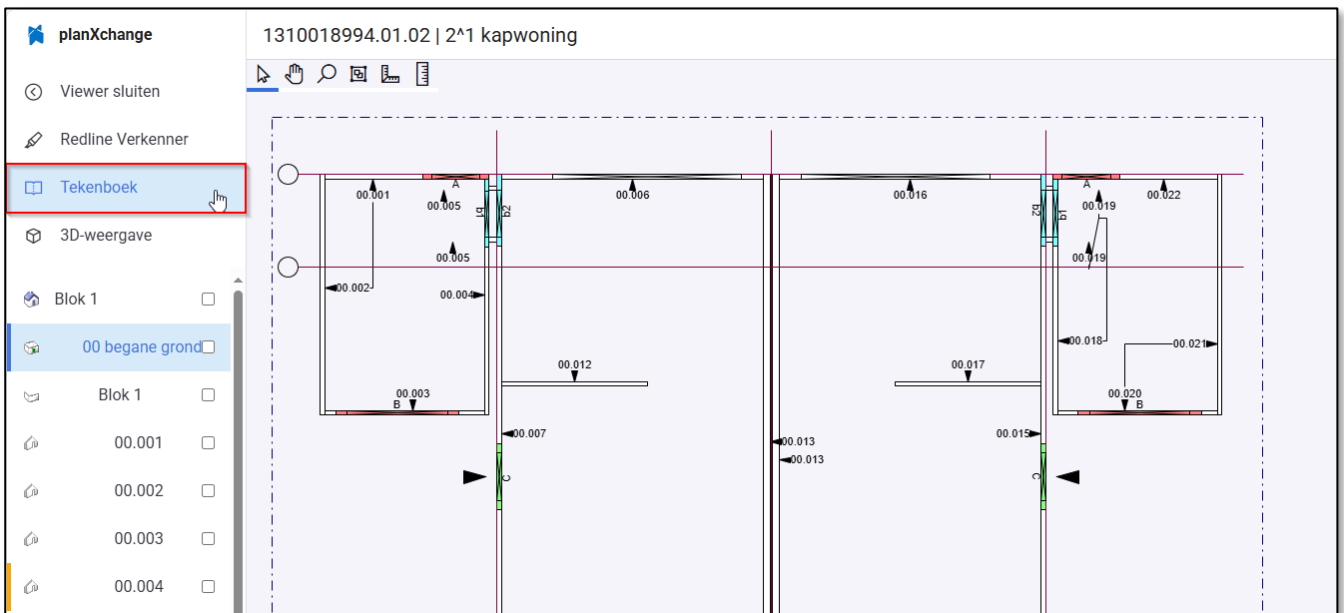 planXchange
1310018994.01.02 | 2^1 kapwoning
Viewer sluiten
Redline Verkenner
Tekenboek
3D-weergave
Blok 1
00 begane grond
Blok 1
00.001
00.002
00.003
00.004
A
00.001
00.005
b1
b2
00.006
00.016
b2
b1
A
00.019
00.022
00.005
00.019
00.002
00.004
00.018
00.021
00.012
00.017
00.003
B
00.020
B
00.007
00.013
00.013
00.015
C
C